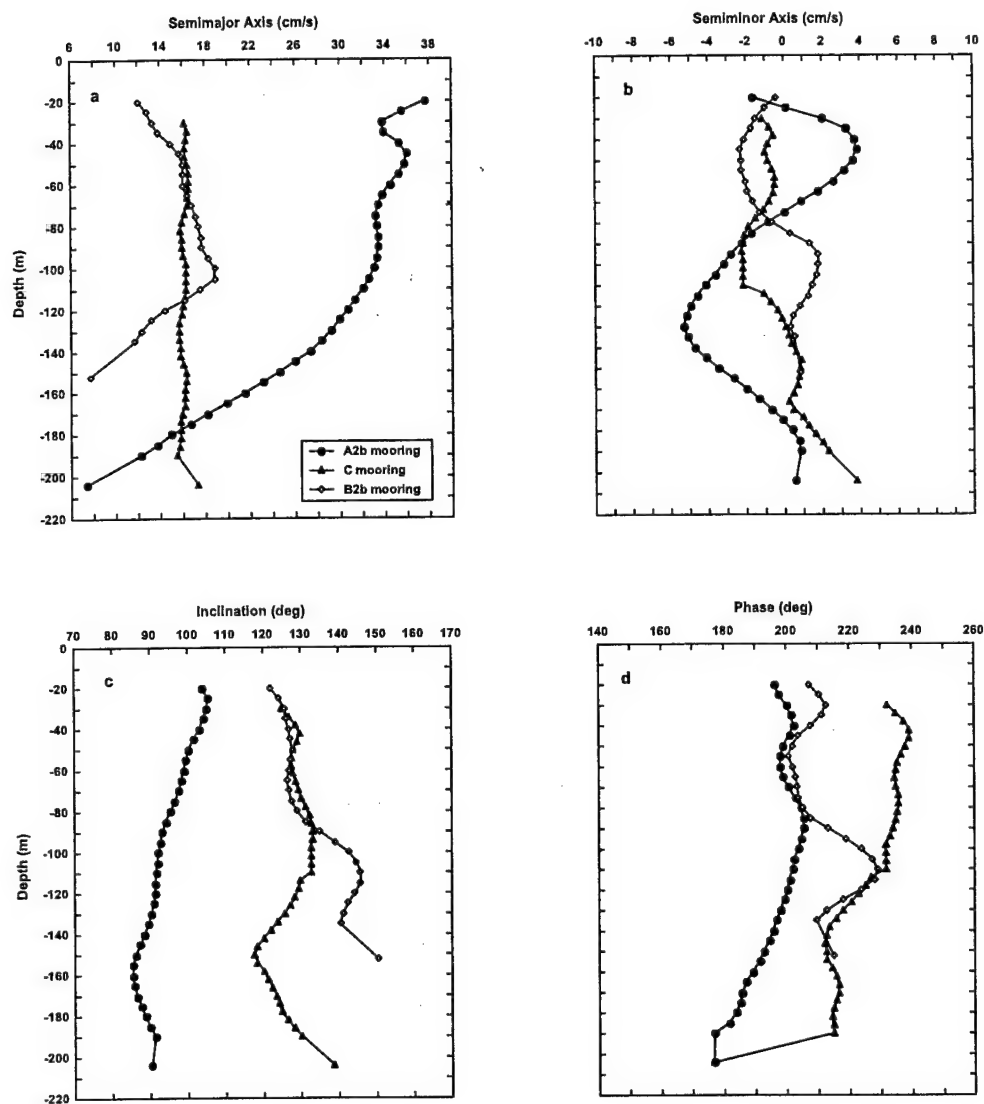 Semimajor Axis (cm/s)
6 10 14 18 22 26 30 34 38
Semiminor Axis (cm/s)
-10 -8 -6 -4 -2 0 2 4 6 8 10
0
-20
-40
-60
-80
-100
-120
-140
-160
-180
-200
-220
Depth (m)
a
A2b mooring
C mooring
B2b mooring
b
Inclination (deg)
70 80 90 100 110 120 130 140 150 160 170
Phase (deg)
140 160 180 200 220 240 260
0
-20
-40
-60
-80
-100
-120
-140
-160
-180
-200
-220
Depth (m)
c
d